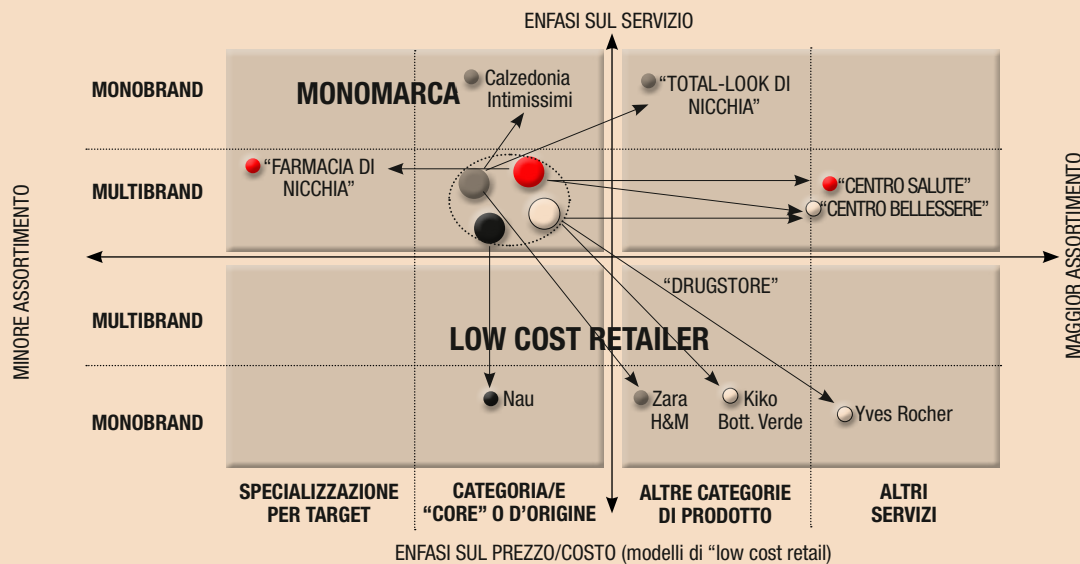 ENFASI SUL SERVIZIO
MONOBRAND
MONOMARCA
Calzedonia
Intimissimi
“TOTAL-LOOK DI
NICCHIA”
MULTIBRAND
“FARMACIA DI
NICCHIA”
“CENTRO SALUTE”
“CENTRO BELLESSERE”
MINORE ASSORTIMENTO
MAGGIOR ASSORTIMENTO
MULTIBRAND
“DRUGSTORE”
LOW COST RETAILER
MONOBRAND
Nau
Zara
H&M
Kiko
Bott. Verde
Yves Rocher
SPECIALIZZAZIONE
PER TARGET
CATEGORIA/E
“CORE” O D’ORIGINE
ALTRE CATEGORIE
DI PRODOTTO
ALTRI
SERVIZI
ENFASI SUL PREZZO/COSTO (modelli di “low cost retail)